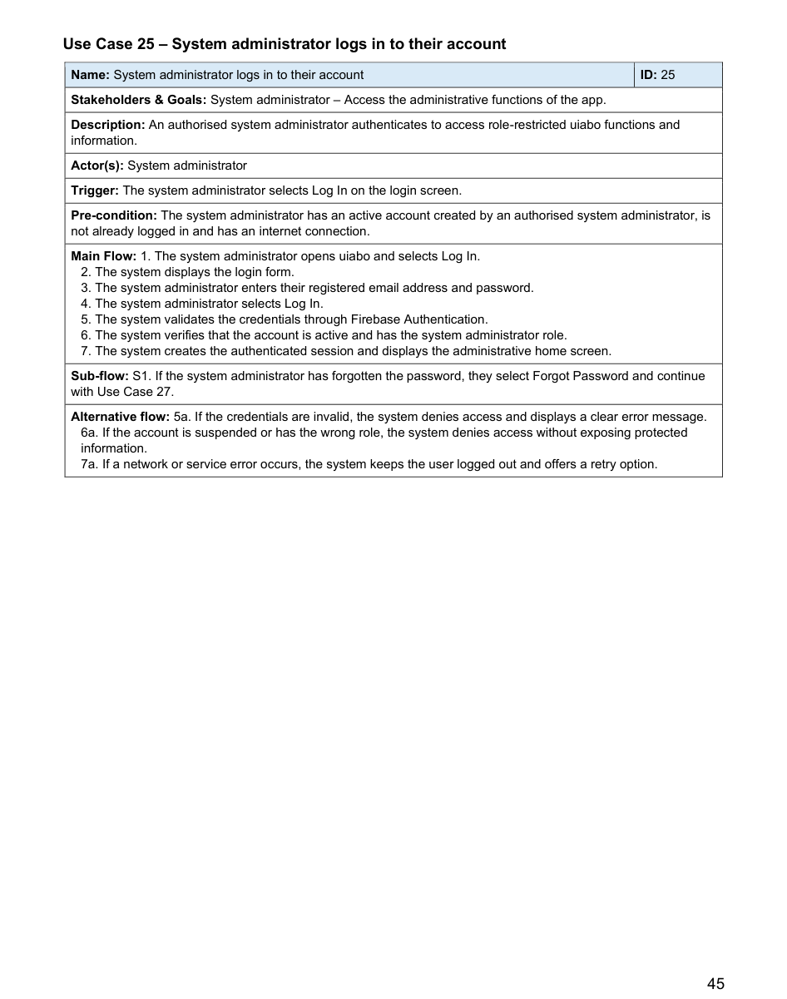 Use Case 25 – System administrator logs in to their account
Name: System administrator logs in to their account ID: 25
Stakeholders & Goals: System administrator – Access the administrative functions of the app.
Description: An authorised system administrator authenticates to access role-restricted uiabo functions and
information.
Actor(s): System administrator
Trigger: The system administrator selects Log In on the login screen.
Pre-condition: The system administrator has an active account created by an authorised system administrator, is
not already logged in and has an internet connection.
Main Flow: 1. The system administrator opens uiabo and selects Log In.
2. The system displays the login form.
3. The system administrator enters their registered email address and password.
4. The system administrator selects Log In.
5. The system validates the credentials through Firebase Authentication.
6. The system verifies that the account is active and has the system administrator role.
7. The system creates the authenticated session and displays the administrative home screen.
Sub-flow: S1. If the system administrator has forgotten the password, they select Forgot Password and continue
with Use Case 27.
Alternative flow: 5a. If the credentials are invalid, the system denies access and displays a clear error message.
6a. If the account is suspended or has the wrong role, the system denies access without exposing protected
information.
7a. If a network or service error occurs, the system keeps the user logged out and offers a retry option.
45